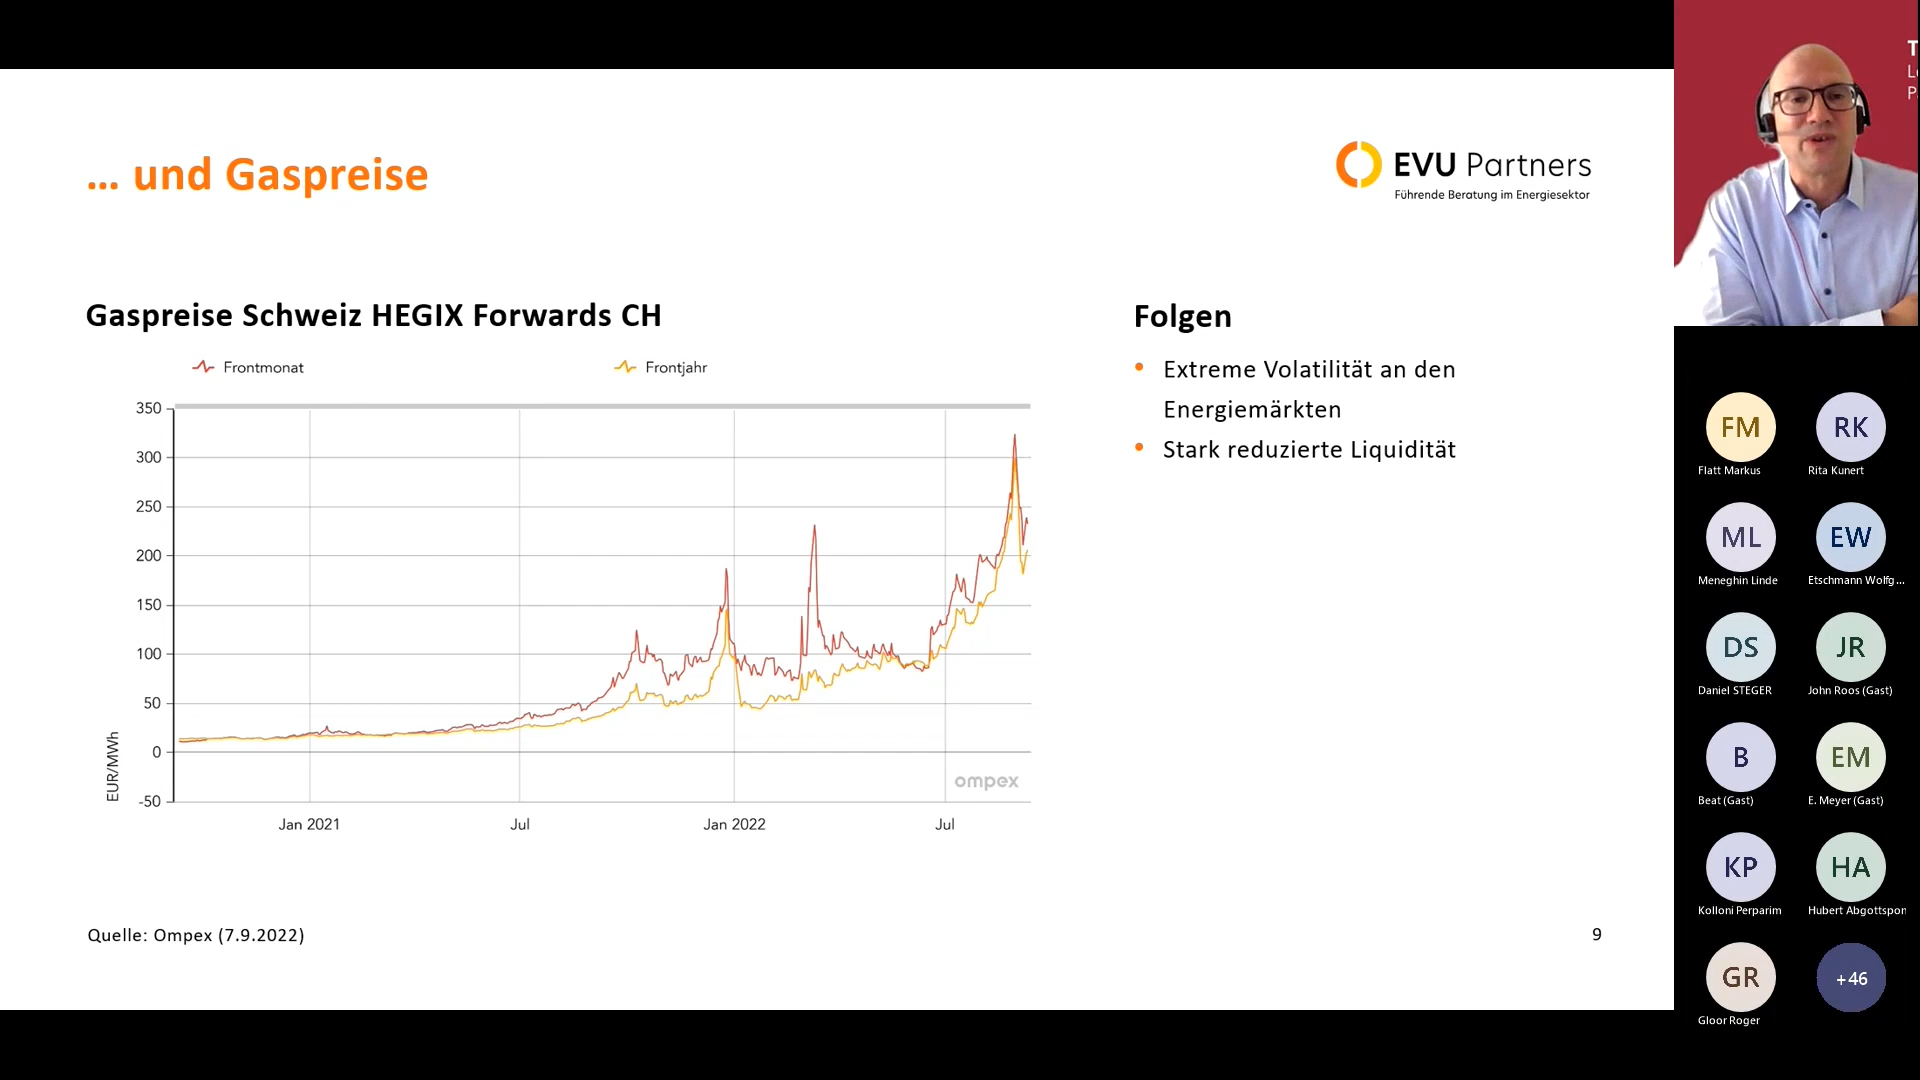 ... und Gaspreise
EVU Partners
Führende Beratung im Energiesektor
Gaspreise Schweiz HEGIX Forwards CH
Frontmonat
Frontjahr
350
300
250
200
150
100
50
0
-50
EUR/MWh
ompex
Jan 2021
Jul
Jan 2022
Jul
Folgen
• Extreme Volatilität an den
Energiemärkten
• Stark reduzierte Liquidität
Quelle: Ompex (7.9.2022)
9
FM
Flatt Markus
RK
Rita Kunert
ML
Meneghin Linde
EW
Etschmann Wolfg...
DS
Daniel STEGER
JR
John Roos (Gast)
B
Beat (Gast)
EM
E. Meyer (Gast)
KP
Kolloni Perparim
HA
Hubert Abgottspon
GR
Gloor Roger
+46